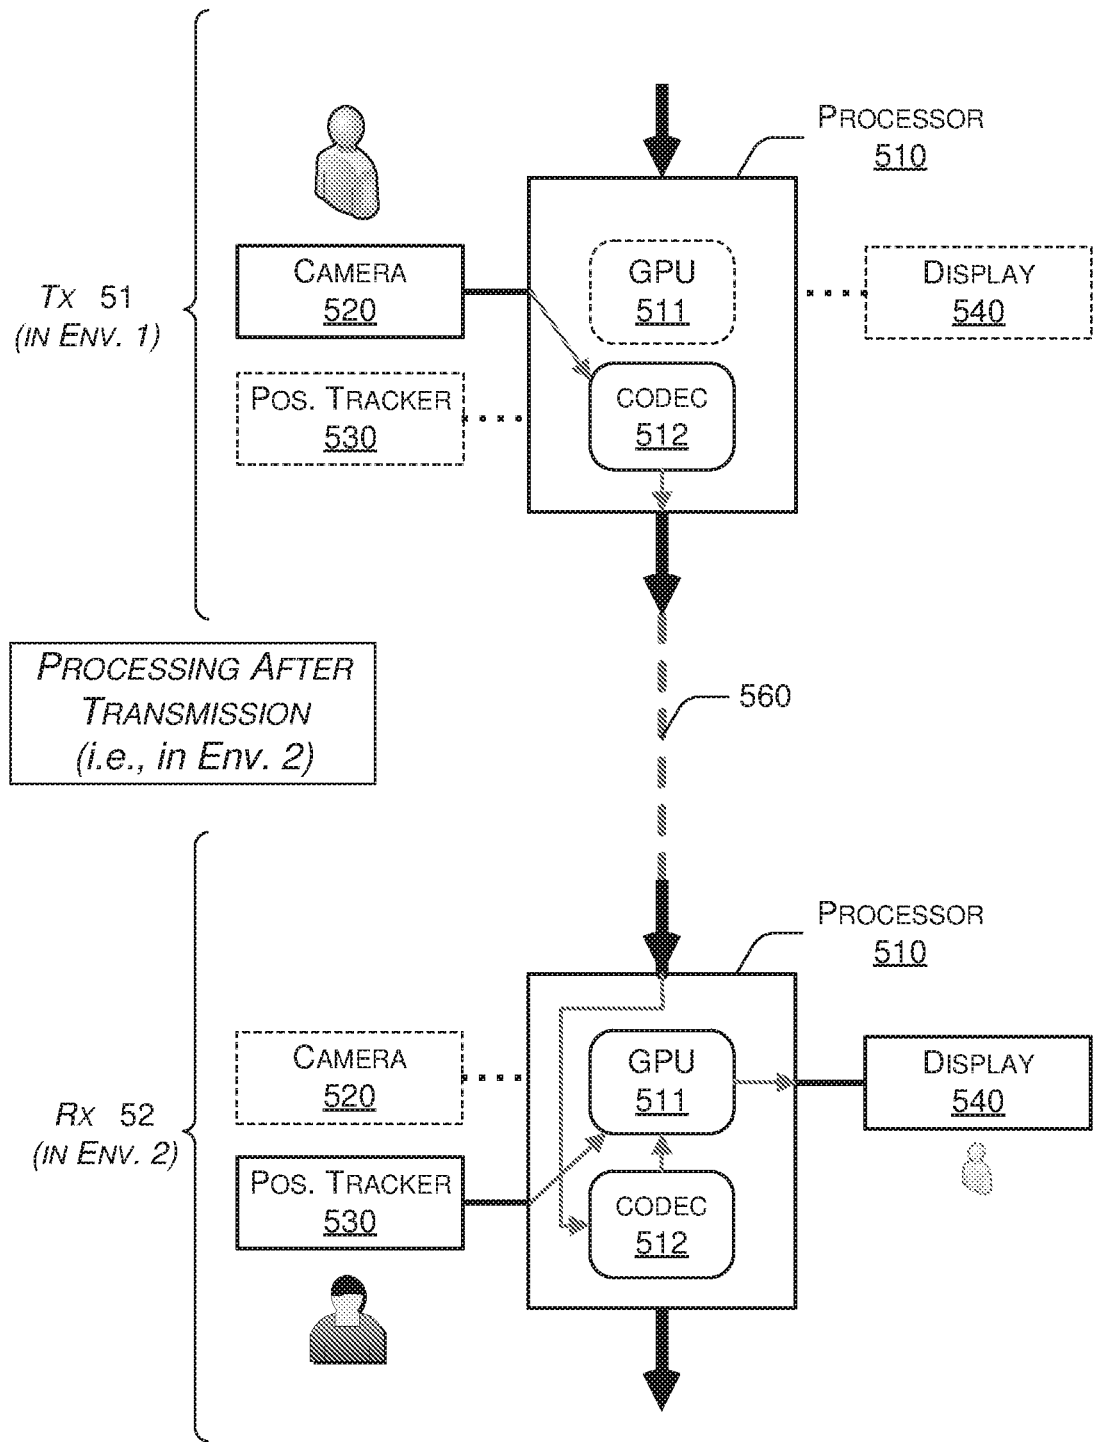 PROCESSOR
510
CAMERA
520
GPU
511
DISPLAY
540
TX 51
(IN ENV. 1)
POS. TRACKER
530
CODEC
512
PROCESSING AFTER
TRANSMISSION
(i.e., in Env. 2)
560
PROCESSOR
510
CAMERA
520
GPU
511
DISPLAY
540
RX 52
(IN ENV. 2)
POS. TRACKER
530
CODEC
512